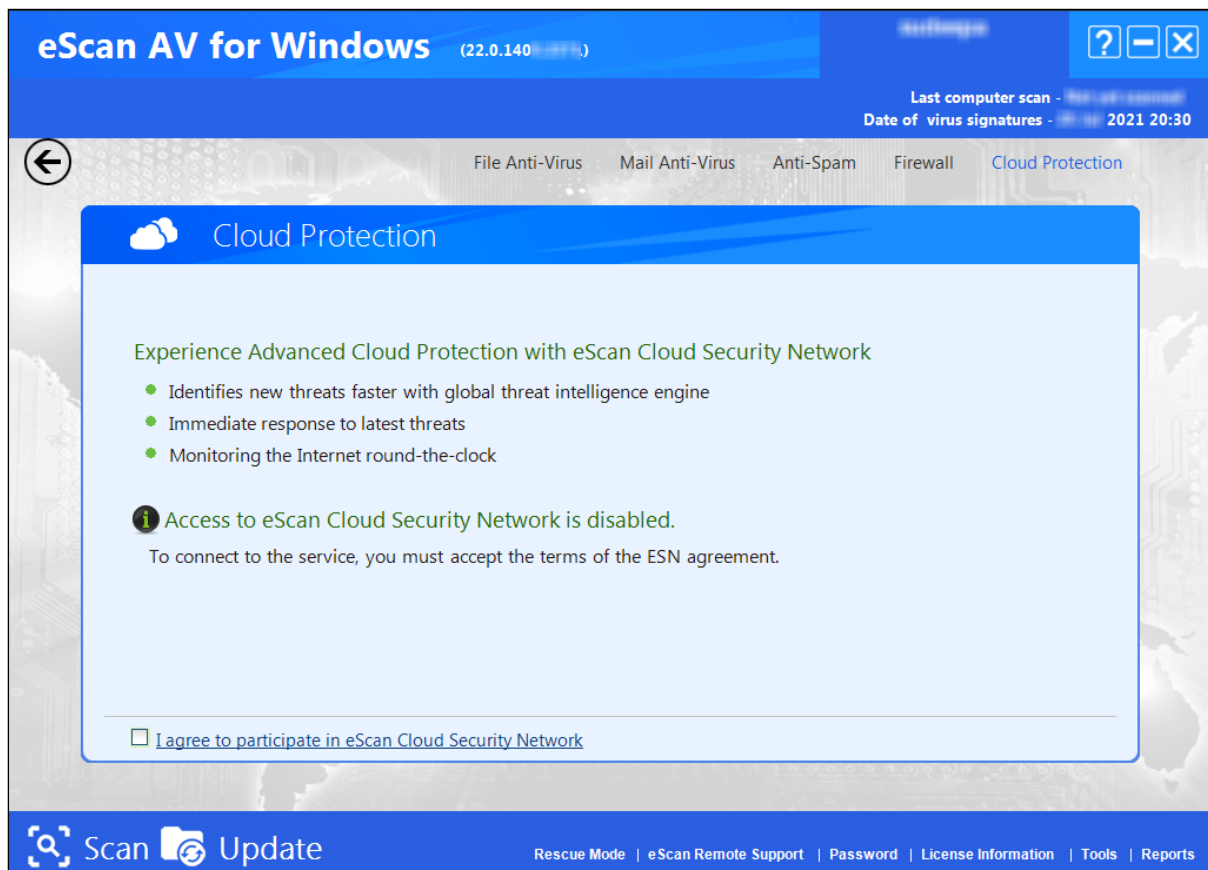 eScan AV for Windows (22.0.140
Last computer scan -
Date of virus signatures - 2021 20:30
File Anti-Virus Mail Anti-Virus Anti-Spam Firewall Cloud Protection
Cloud Protection
Experience Advanced Cloud Protection with eScan Cloud Security Network
Identifies new threats faster with global threat intelligence engine
Immediate response to latest threats
Monitoring the Internet round-the-clock
Access to eScan Cloud Security Network is disabled.
To connect to the service, you must accept the terms of the ESN agreement.
I agree to participate in eScan Cloud Security Network
Scan Update Rescue Mode | eScan Remote Support | Password | License Information | Tools | Reports